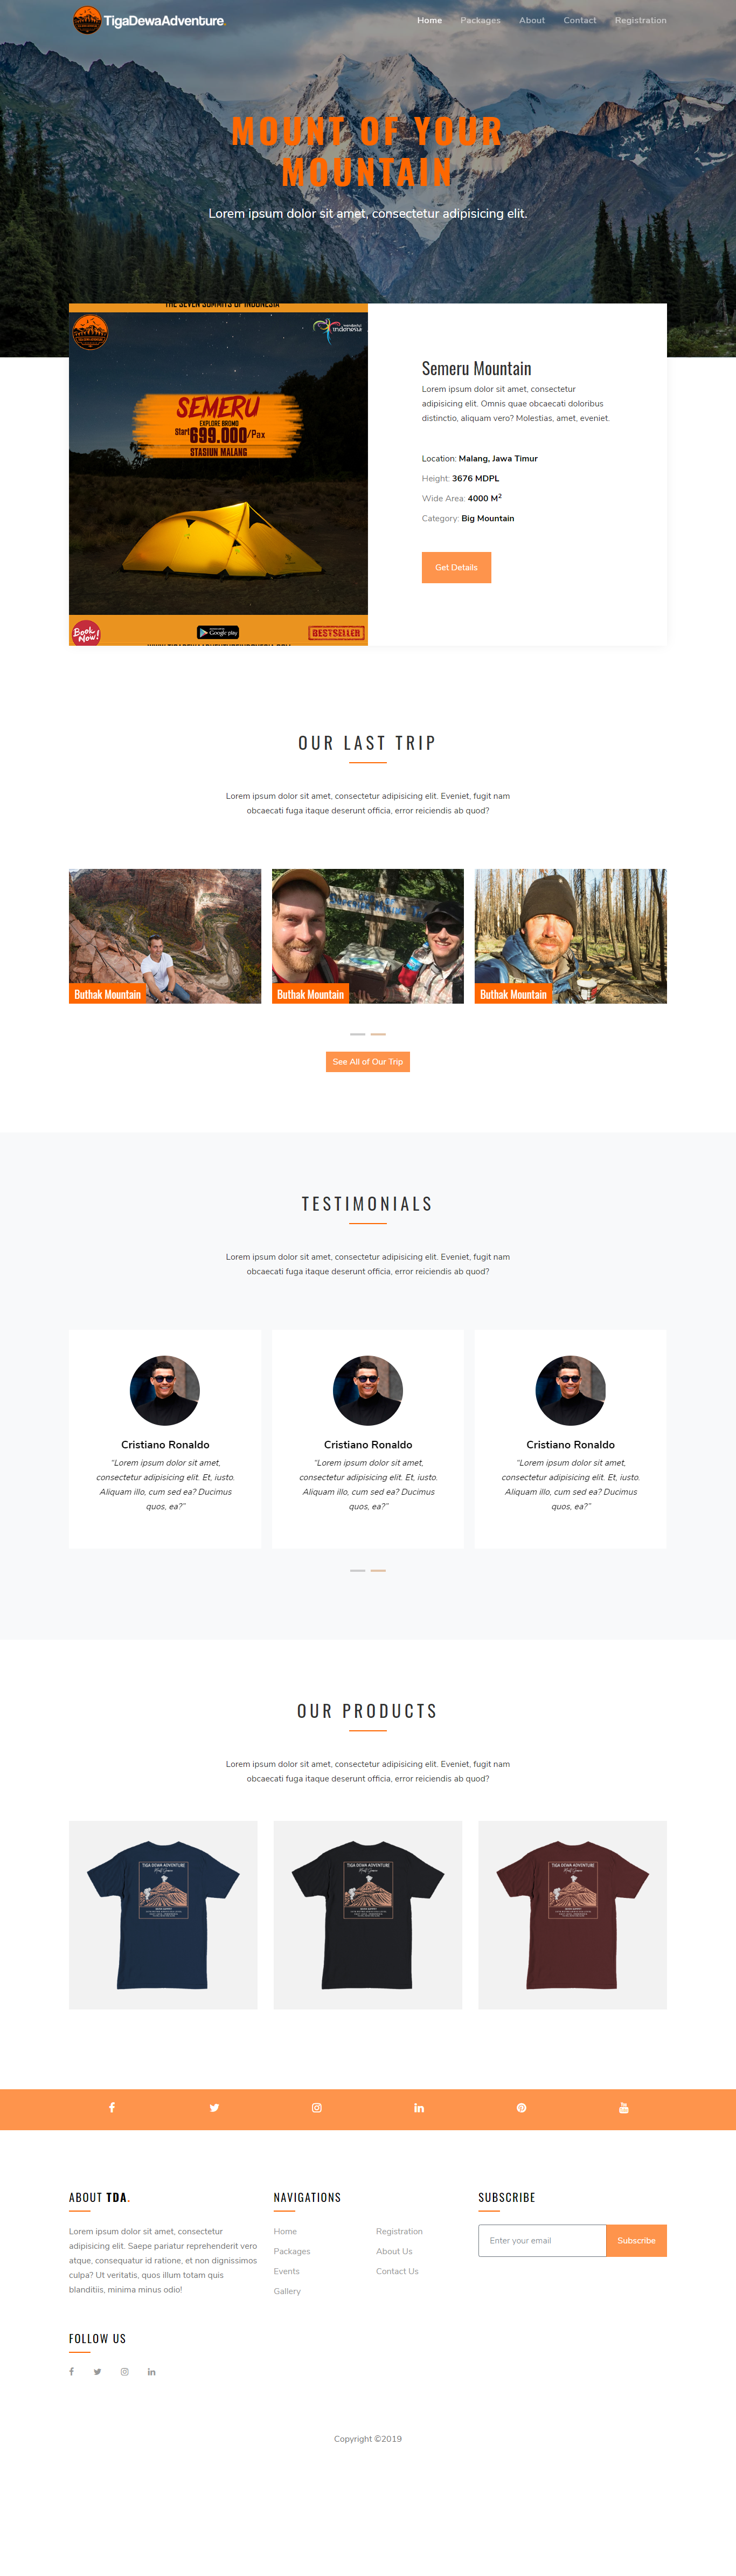 TigaDewaAdventure.
Home Packages About Contact Registration
MOUNT OF YOUR
MOUNTAIN
Lorem ipsum dolor sit amet, consectetur adipisicing elit.
THE SEVEN SUMMITS OF INDONESIA
wonderful
indonesia
SEMERU
EXPLORE BROMO
Start 699.000/Pax
STASIUN MALANG
Book Now!
Google play
BESTSELLER
Semeru Mountain
Lorem ipsum dolor sit amet, consectetur
adipisicing elit. Omnis quae obcaecati doloribus
distinctio, aliquam vero? Molestias, amet, eveniet.
Location: Malang, Jawa Timur
Height: 3676 MDPL
Wide Area: 4000 M²
Category: Big Mountain
Get Details
OUR LAST TRIP
Lorem ipsum dolor sit amet, consectetur adipisicing elit. Eveniet, fugit nam
obcaecati fuga itaque deserunt officia, error reiciendis ab quod?
Buthak Mountain
Buthak Mountain
Buthak Mountain
See All of Our Trip
TESTIMONIALS
Lorem ipsum dolor sit amet, consectetur adipisicing elit. Eveniet, fugit nam
obcaecati fuga itaque deserunt officia, error reiciendis ab quod?
Cristiano Ronaldo
“Lorem ipsum dolor sit amet,
consectetur adipisicing elit. Et, iusto.
Aliquam illo, cum sed ea? Ducimus
quos, ea?”
Cristiano Ronaldo
“Lorem ipsum dolor sit amet,
consectetur adipisicing elit. Et, iusto.
Aliquam illo, cum sed ea? Ducimus
quos, ea?”
Cristiano Ronaldo
“Lorem ipsum dolor sit amet,
consectetur adipisicing elit. Et, iusto.
Aliquam illo, cum sed ea? Ducimus
quos, ea?”
OUR PRODUCTS
Lorem ipsum dolor sit amet, consectetur adipisicing elit. Eveniet, fugit nam
obcaecati fuga itaque deserunt officia, error reiciendis ab quod?
TIGA DEWA ADVENTURE
TIGA DEWA ADVENTURE
TIGA DEWA ADVENTURE
ABOUT TDA.
Lorem ipsum dolor sit amet, consectetur
adipisicing elit. Saepe pariatur reprehenderit vero
atque, consequatur id ratione, et non dignissimos
culpa? Ut veritatis, quos illum totam quis
blanditiis, minima minus odio!
NAVIGATIONS
Home
Packages
Events
Gallery
Registration
About Us
Contact Us
SUBSCRIBE
Enter your email
Subscribe
FOLLOW US
Copyright ©2019